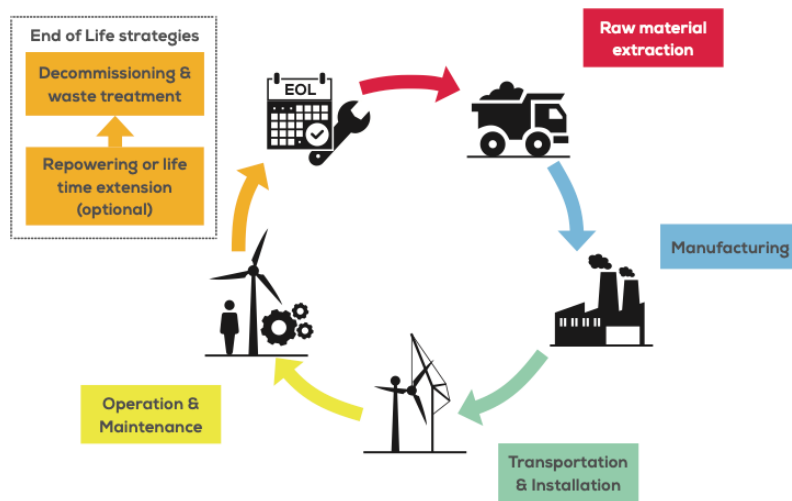 End of Life strategies
Decommissioning &
waste treatment
Repowering or life
time extension
(optional)
EOL
Raw material
extraction
Manufacturing
Transportation
& Installation
Operation &
Maintenance